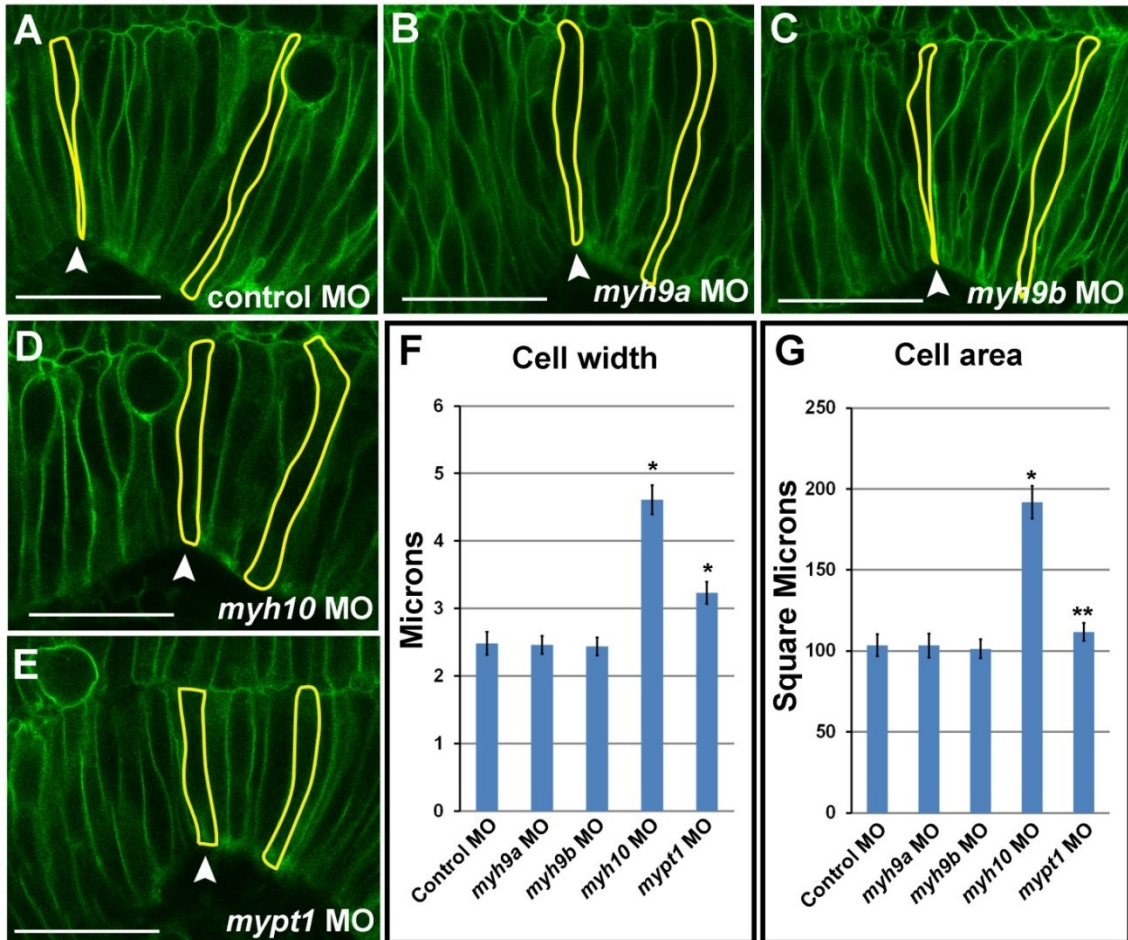 A
control MO
B
myh9a MO
C
myh9b MO
D
myh10 MO
E
mypt1 MO
F
Cell width
Microns
6
5
4
3
2
1
0
*
*
Control MO
myh9a MO
myh9b MO
myh10 MO
mypt1 MO
G
Cell area
Square Microns
250
200
150
100
50
0
*
**
Control MO
myh9a MO
myh9b MO
myh10 MO
mypt1 MO